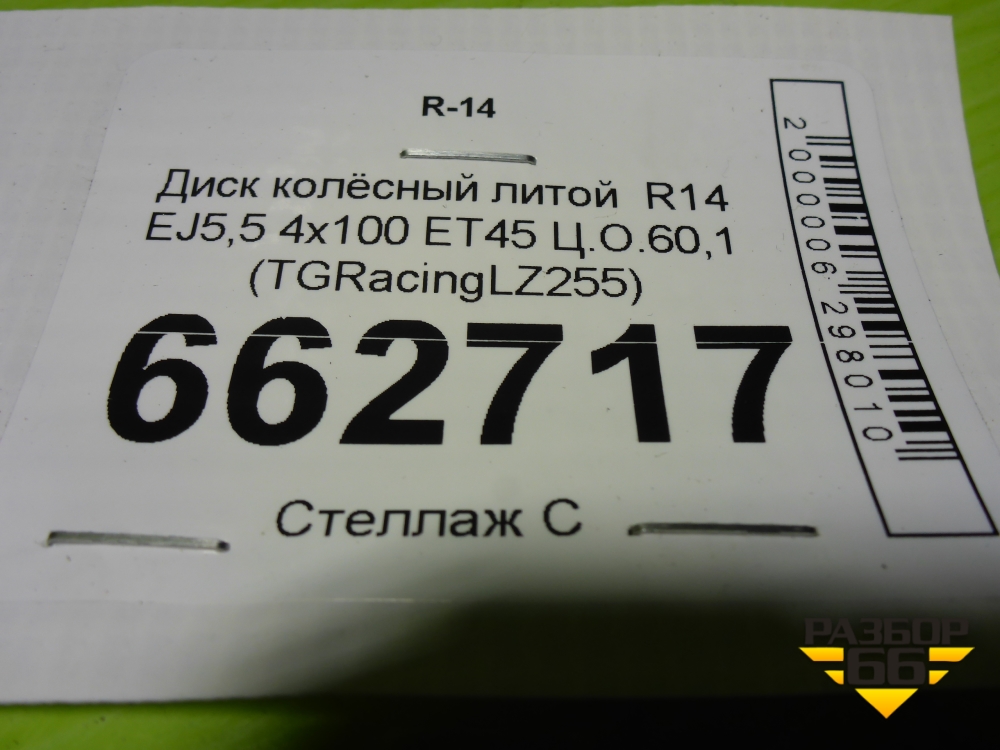 R-14
Диск колёсный литой R14
EJ5,5 4x100 ET45 Ц.О.60,1
(TGRacingLZ255)
662717
Стеллаж С
2000006298010
РАЗБОР
66